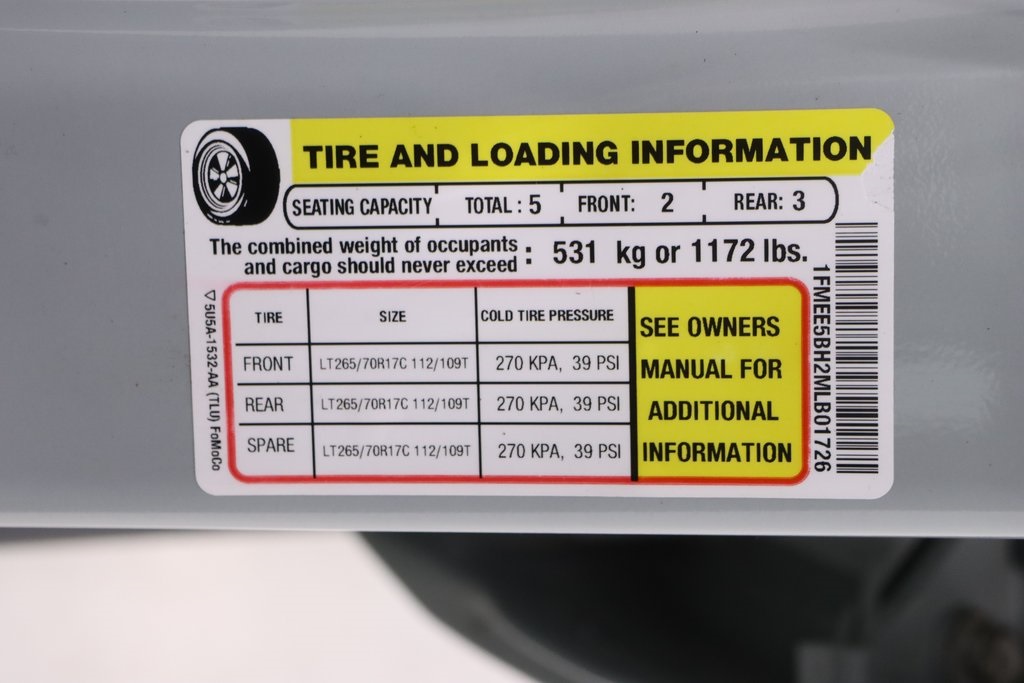 TIRE AND LOADING INFORMATION
SEATING CAPACITY TOTAL : 5 FRONT: 2 REAR: 3
The combined weight of occupants
and cargo should never exceed : 531 kg or 1172 lbs.
TIRE SIZE COLD TIRE PRESSURE
FRONT LT265/70R17C 112/109T 270 KPA, 39 PSI
REAR LT265/70R17C 112/109T 270 KPA, 39 PSI
SPARE LT265/70R17C 112/109T 270 KPA, 39 PSI
SEE OWNERS
MANUAL FOR
ADDITIONAL
INFORMATION
1FMEE5BH2MLB01726
▽ 5U5A-1532-AA (TLU) FoMoCo